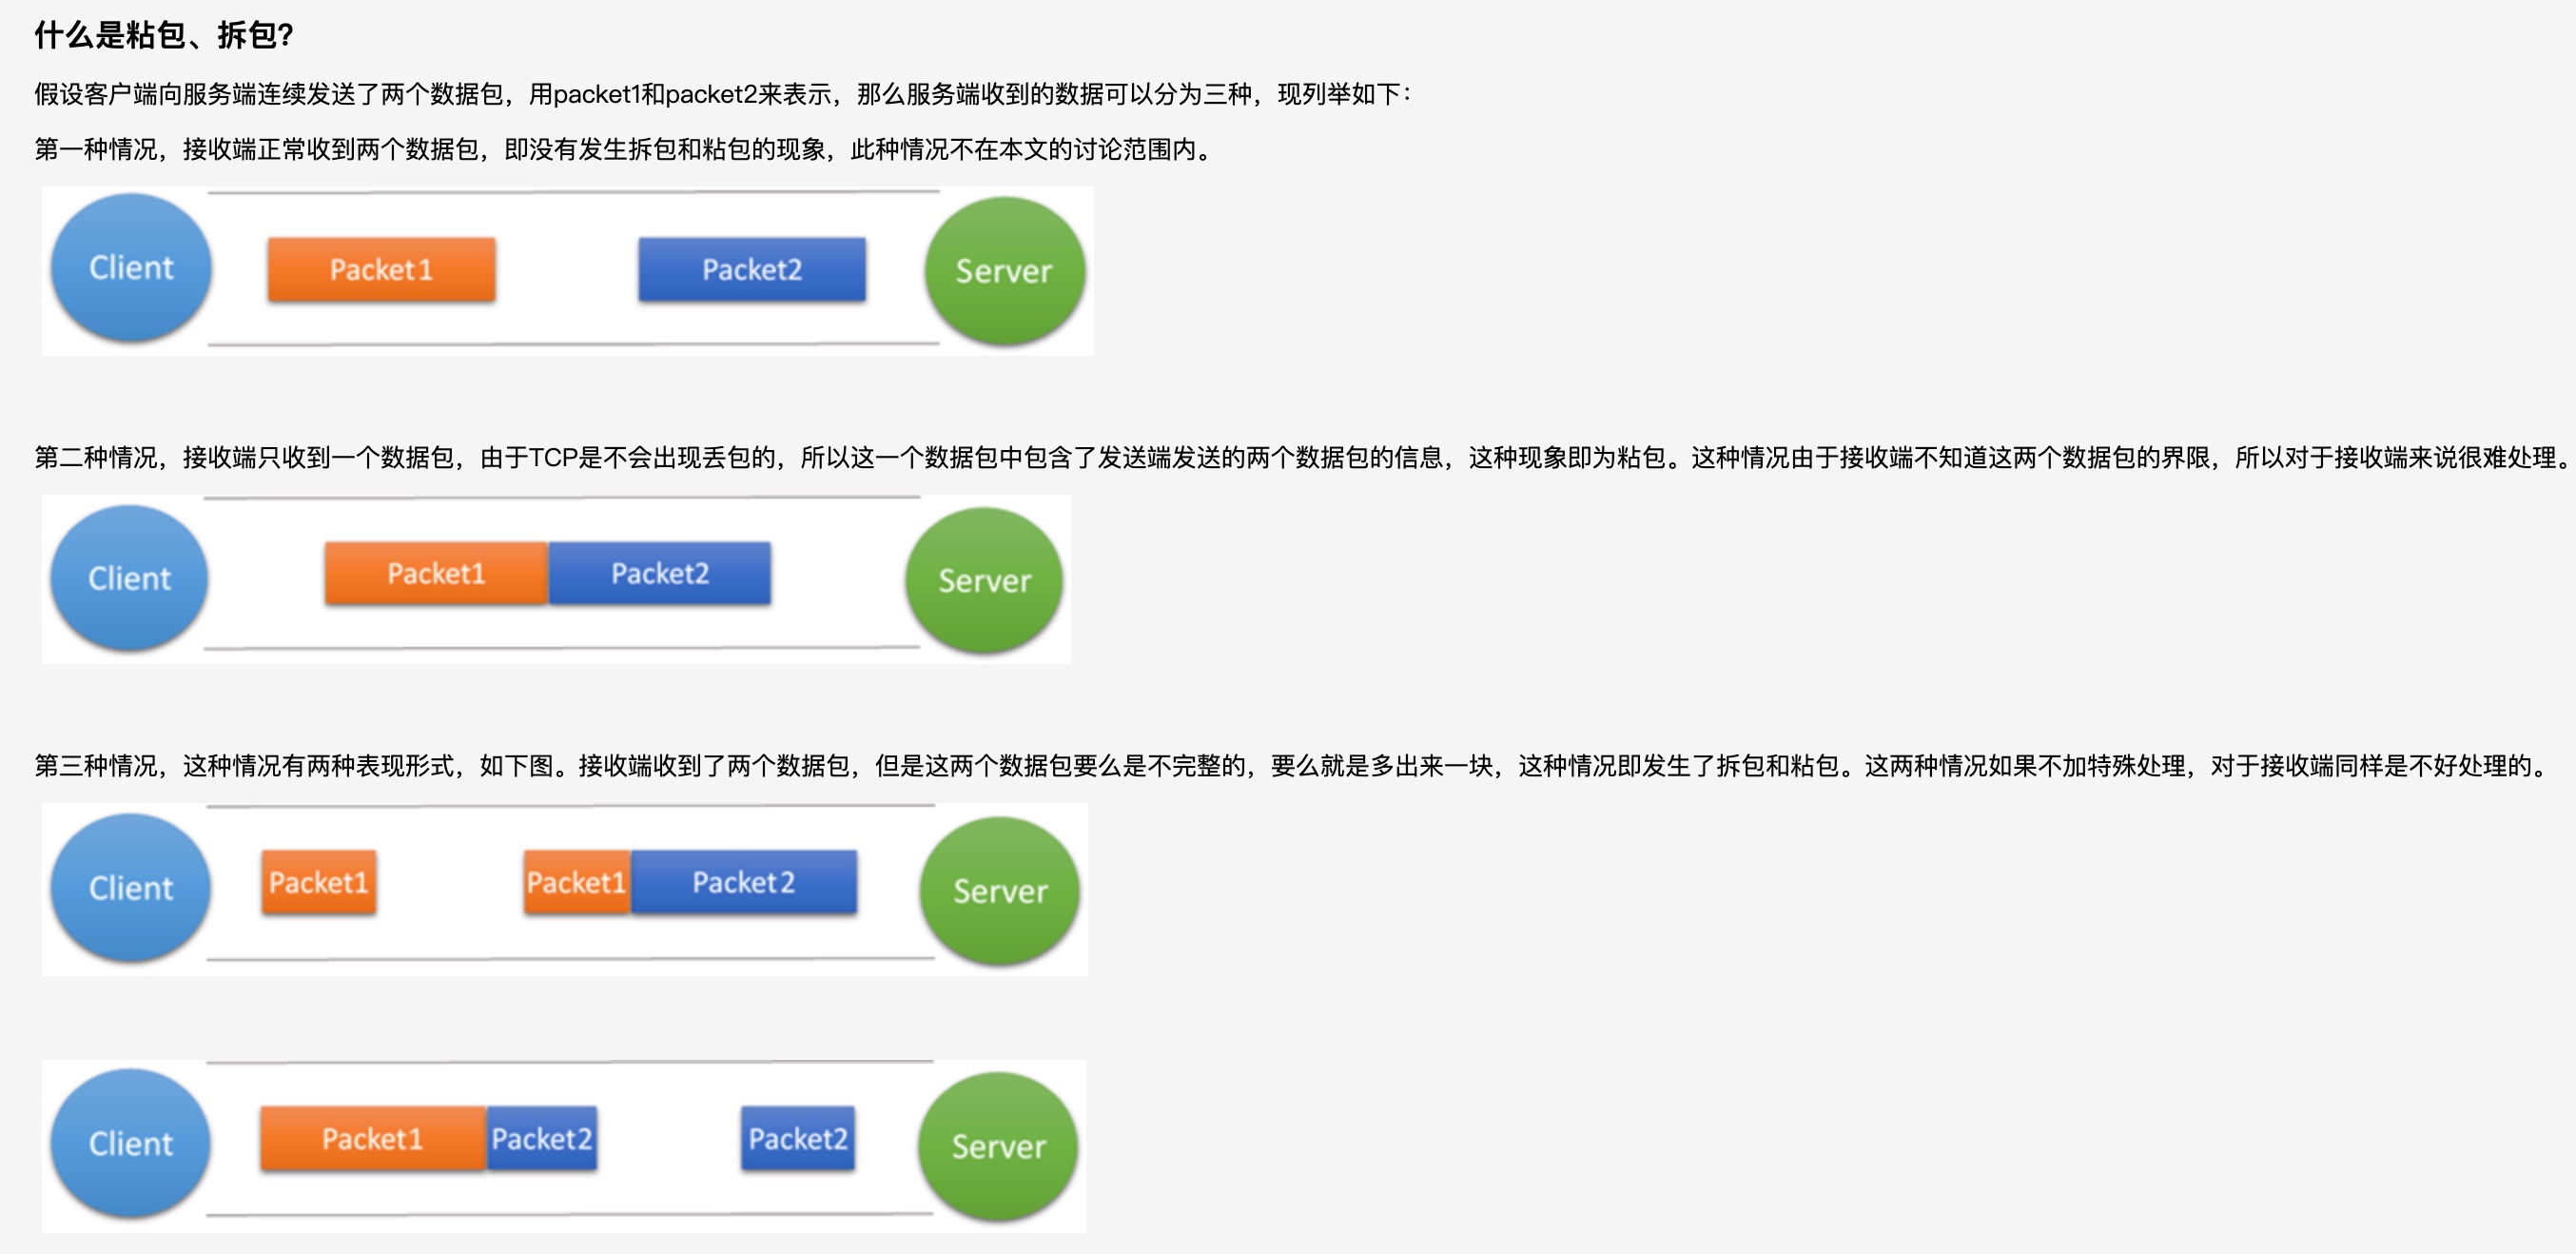 什么是粘包、拆包?
假设客户端向服务端连续发送了两个数据包，用packet1和packet2来表示，那么服务端收到的数据可以分为三种，现列举如下：
第一种情况，接收端正常收到两个数据包，即没有发生拆包和粘包的现象，此种情况不在本文的讨论范围内。
Client Packet1 Packet2 Server
第二种情况，接收端只收到一个数据包，由于TCP是不会出现丢包的，所以这一个数据包中包含了发送端发送的两个数据包的信息，这种现象即为粘包。这种情况由于接收端不知道这两个数据包的界限，所以对于接收端来说很难处理。
Client Packet1 Packet2 Server
第三种情况，这种情况有两种表现形式，如下图。接收端收到了两个数据包，但是这两个数据包要么是不完整的，要么就是多出来一块，这种情况即发生了拆包和粘包。这两种情况如果不加特殊处理，对于接收端同样是不好处理的。
Client Packet1 Packet1 Packet2 Server
Client Packet1 Packet2 Packet2 Server